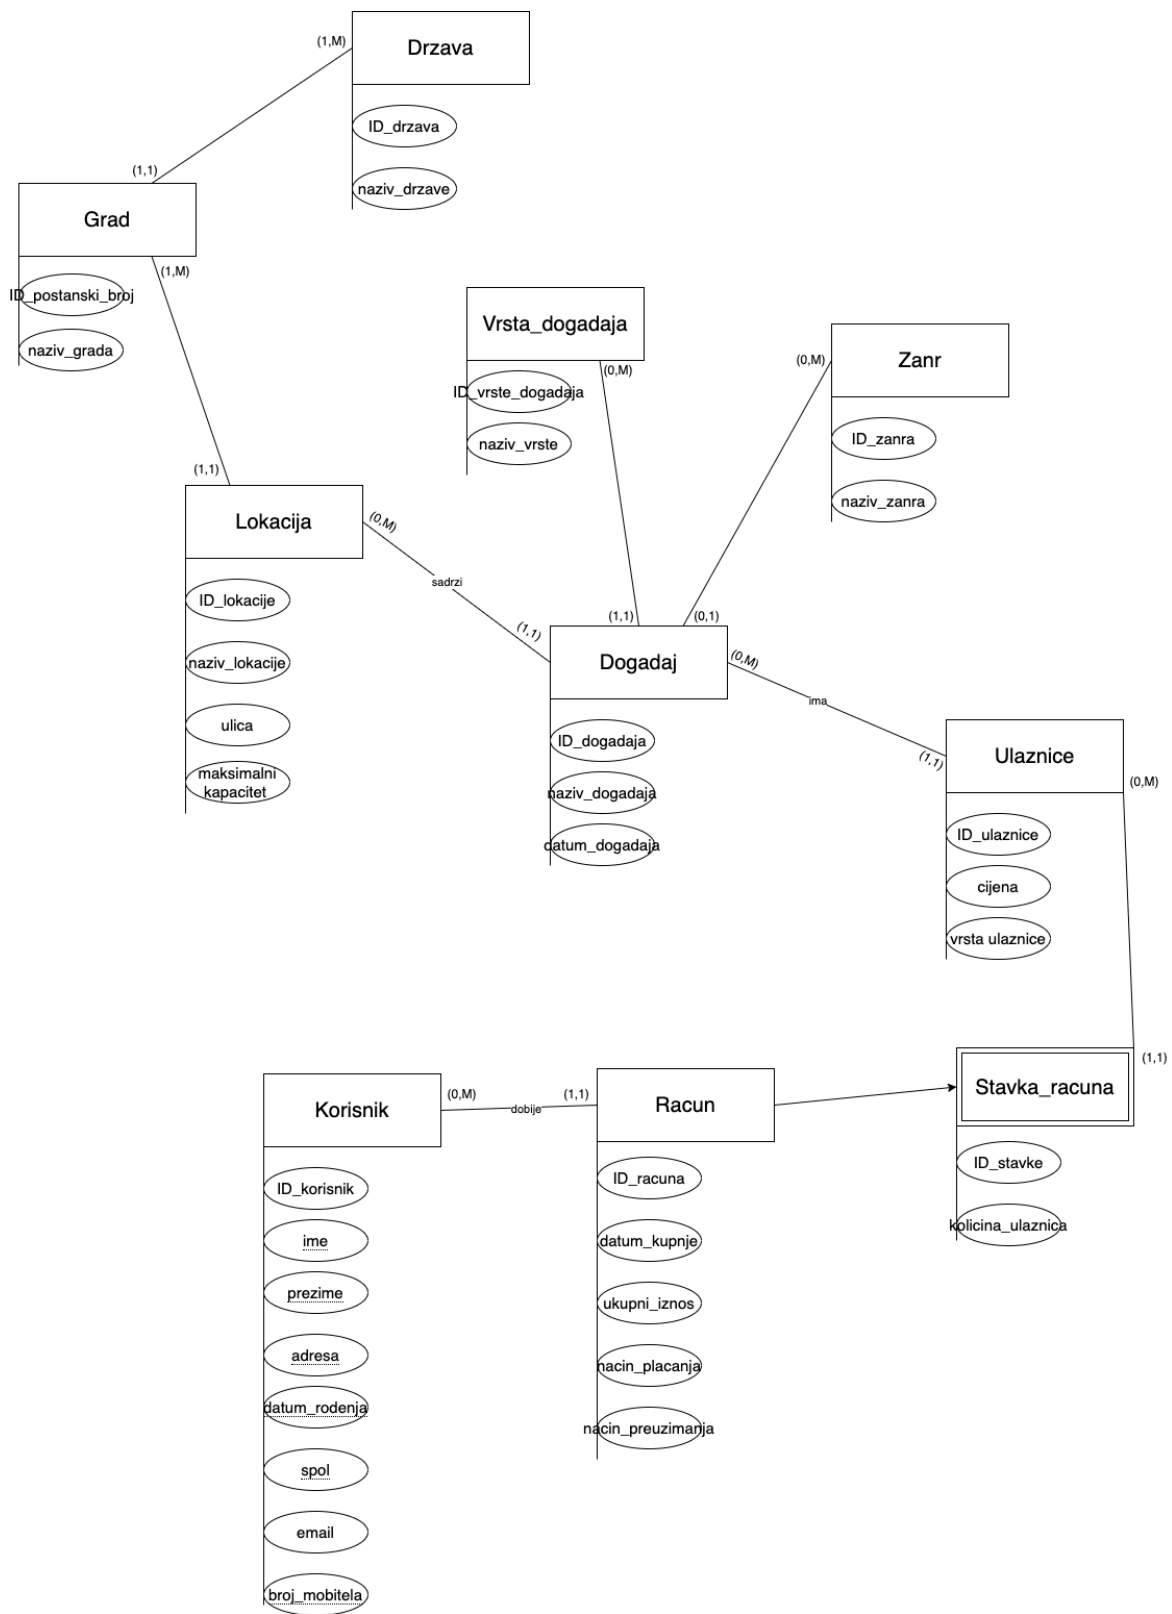 Drzava
(1,M)
ID_drzava
naziv_drzave
(1,1)
Grad
(1,M)
ID_postanski_broj
naziv_grada
Vrsta_dogadaja
(0,M)
ID_vrste_dogadaja
naziv_vrste
Zanr
(0,M)
ID_zanra
naziv_zanra
(1,1)
Lokacija
(0,M)
sadrzi
(1,1)
ID_lokacije
naziv_lokacije
ulica
maksimalni
kapacitet
(1,1)
(0,1)
Dogadaj
(0,M)
ima
(1,1)
ID_dogadaja
naziv_dogadaja
datum_dogadaja
Ulaznice
(0,M)
ID_ulaznice
cijena
vrsta ulaznice
Korisnik
(0,M)
dobije
(1,1)
Racun
Stavka_racuna
(1,1)
ID_korisnik
ime
prezime
adresa
datum_rodenja
spol
email
broj_mobitela
ID_racuna
datum_kupnje
ukupni_iznos
nacin_placanja
nacin_preuzimanja
ID_stavke
kolicina_ulaznica